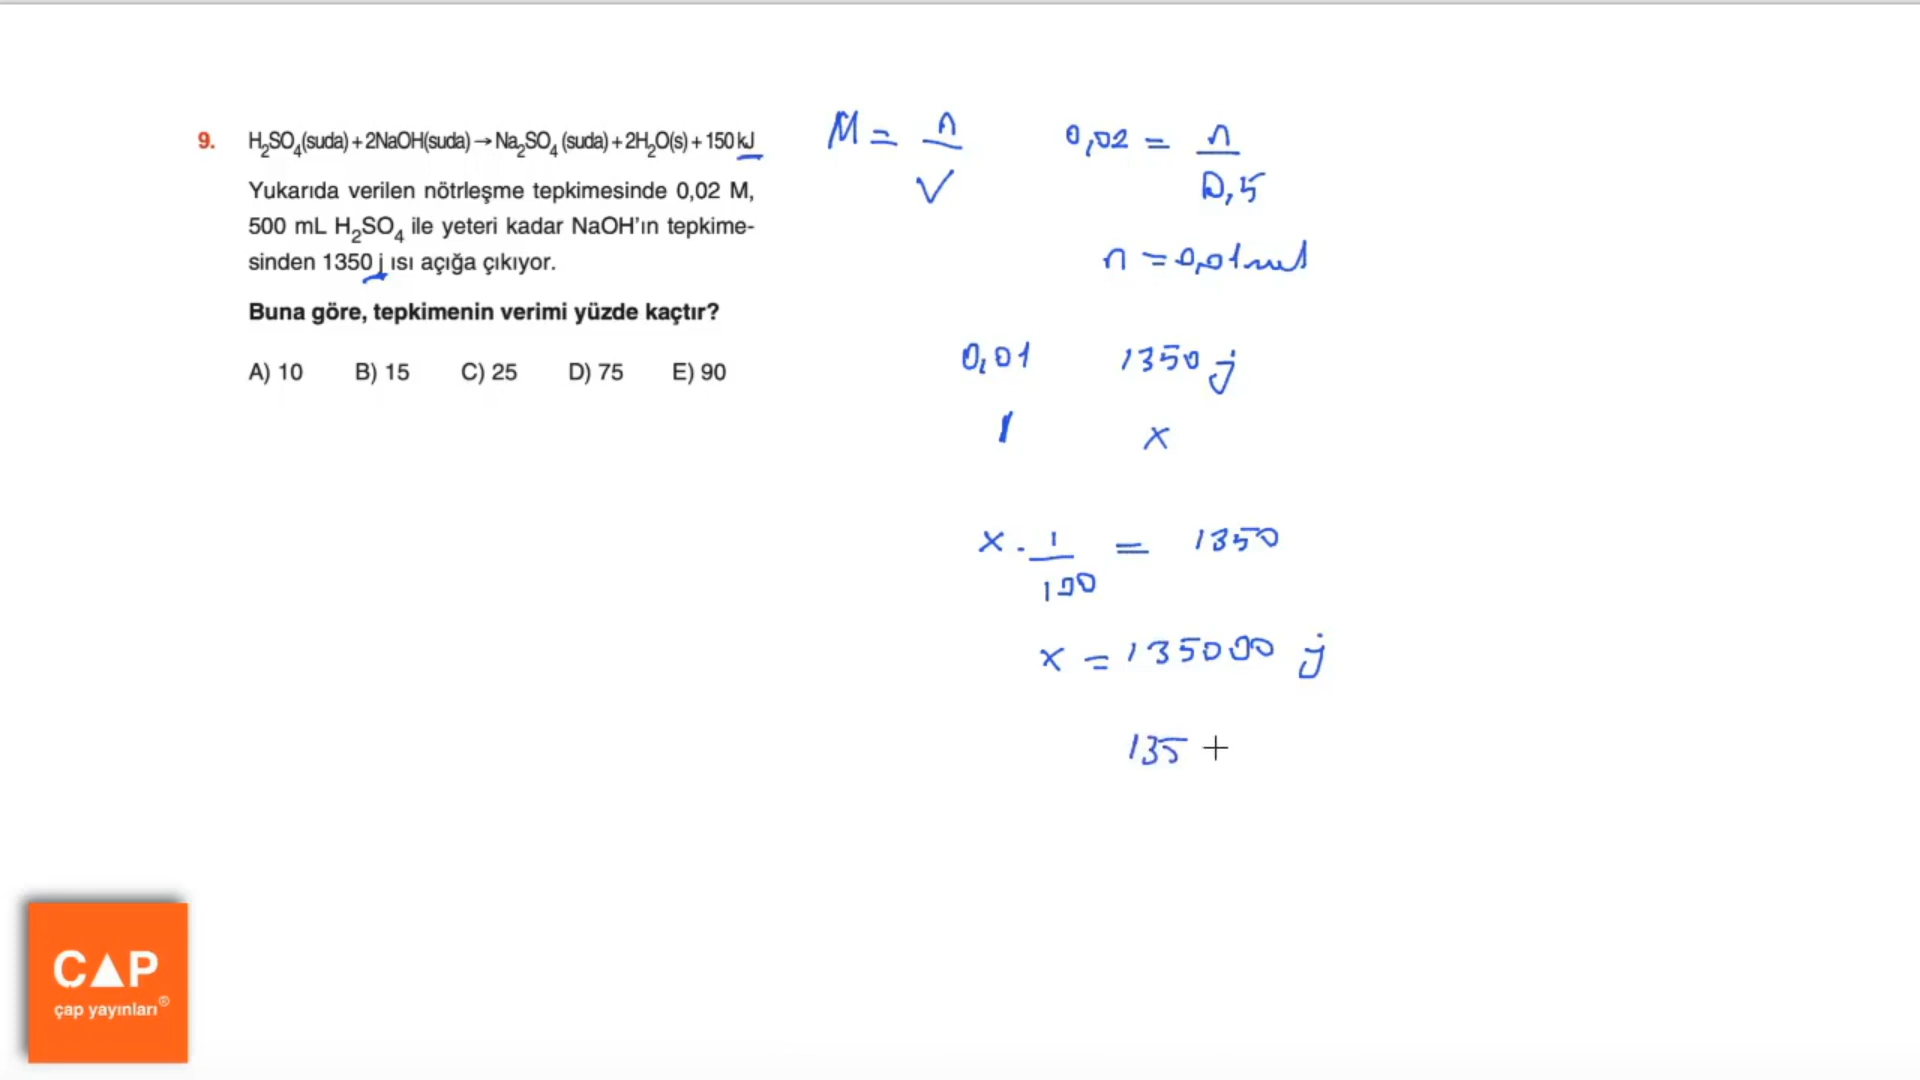 9. H₂SO₄(suda) + 2NaOH(suda) → Na₂SO₄ (suda) + 2H₂O(s) + 150 kJ
Yukarıda verilen nötrleşme tepkimesinde 0,02 M,
500 mL H₂SO₄ ile yeteri kadar NaOH'ın tepkime-
sinden 1350 j ısı açığa çıkıyor.
Buna göre, tepkimenin verimi yüzde kaçtır?
A) 10 B) 15 C) 25 D) 75 E) 90
M = n / V
0,02 = n / 0,5
n = 0,01 mol
0,01 1350 j
1 x
x . 1 / 100 = 1350
x = 135000 j
135
ÇAP
çap yayınları®